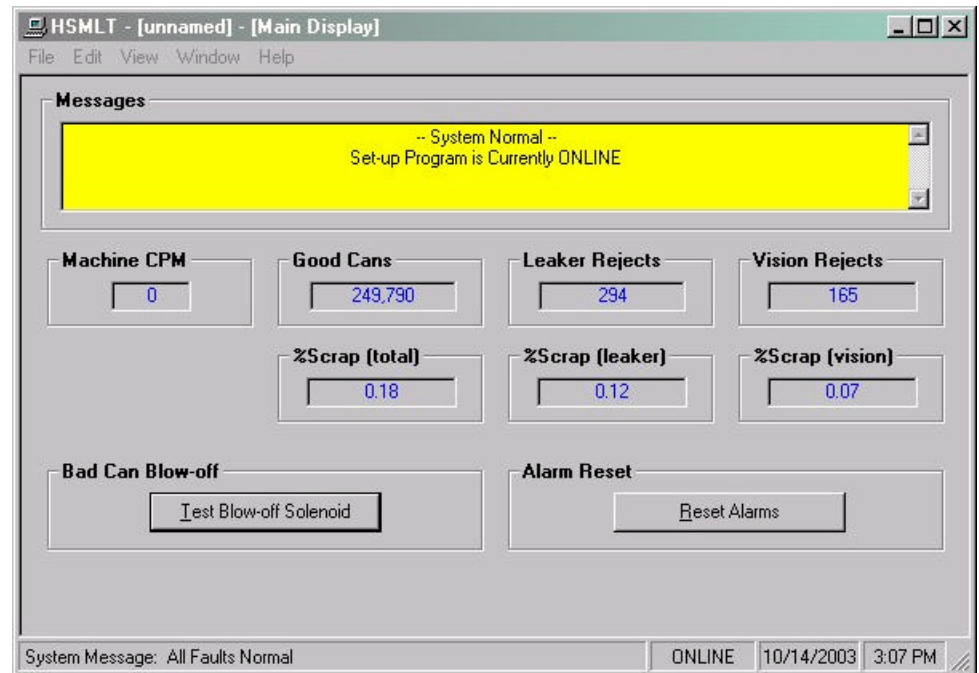 HSMLT - [unnamed] - [Main Display]
File Edit View Window Help
Messages
-- System Normal --
Set-up Program is Currently ONLINE
Machine CPM
0
Good Cans
249,790
Leaker Rejects
294
Vision Rejects
165
%Scrap (total)
0.18
%Scrap (leaker)
0.12
%Scrap (vision)
0.07
Bad Can Blow-off
Test Blow-off Solenoid
Alarm Reset
Reset Alarms
System Message: All Faults Normal
ONLINE
10/14/2003
3:07 PM